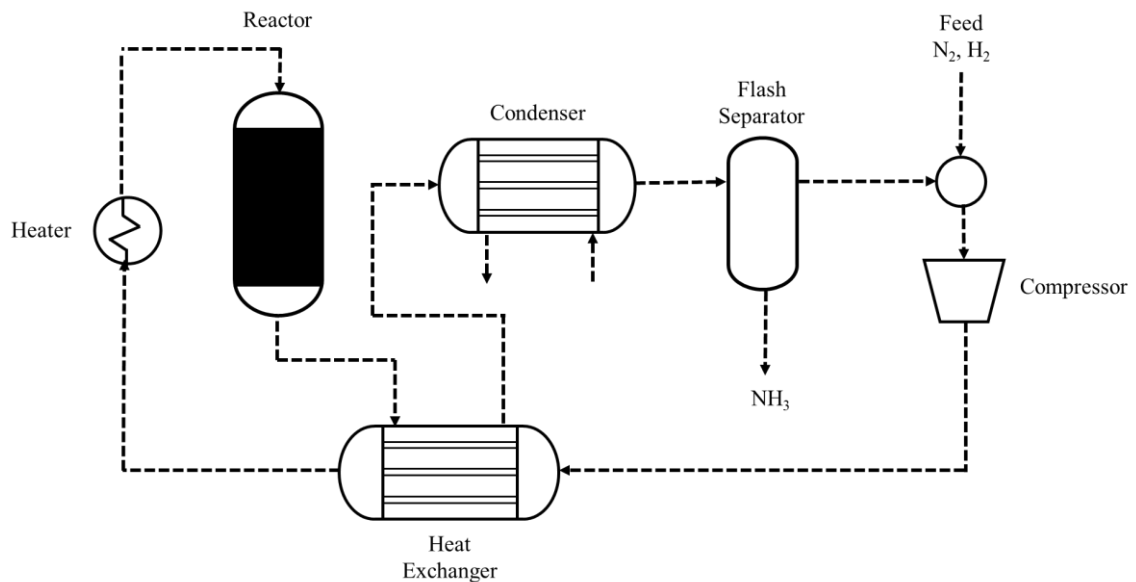 Reactor
Feed
N₂, H₂
Flash
Separator
Condenser
Heater
Compressor
NH₃
Heat
Exchanger